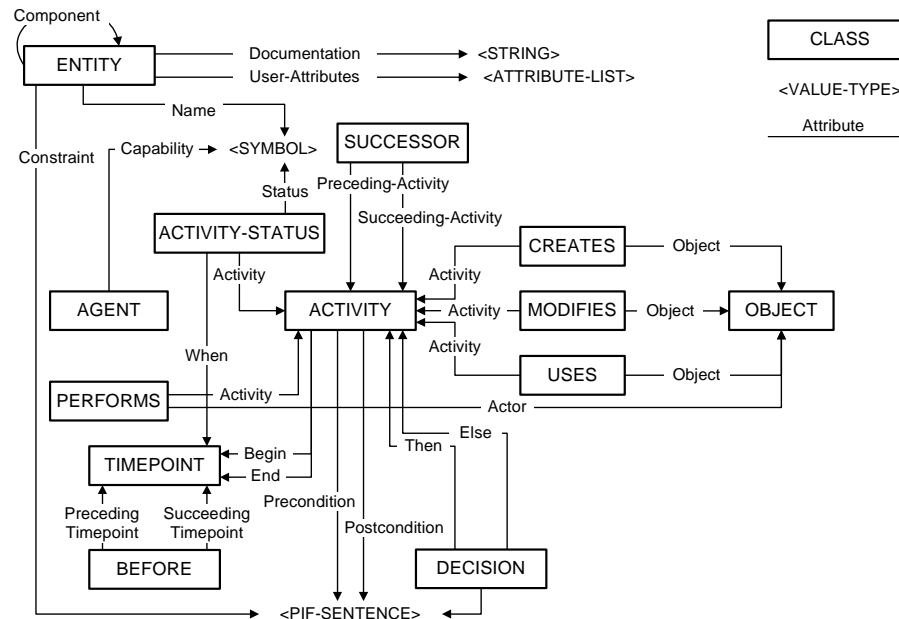 Component
ENTITY
Documentation
<STRING>
User-Attributes
<ATTRIBUTE-LIST>
CLASS
<VALUE-TYPE>
Attribute
Name
Constraint
Capability
<SYMBOL>
SUCCESSOR
Preceding-Activity
Status
Succeeding-Activity
ACTIVITY-STATUS
Activity
CREATES
Object
Activity
AGENT
ACTIVITY
Activity
MODIFIES
Object
OBJECT
Activity
When
USES
Object
PERFORMS
Activity
Actor
Else
Then
TIMEPOINT
Begin
End
Preceding
Timepoint
Succeeding
Timepoint
Precondition
Postcondition
BEFORE
DECISION
<PIF-SENTENCE>